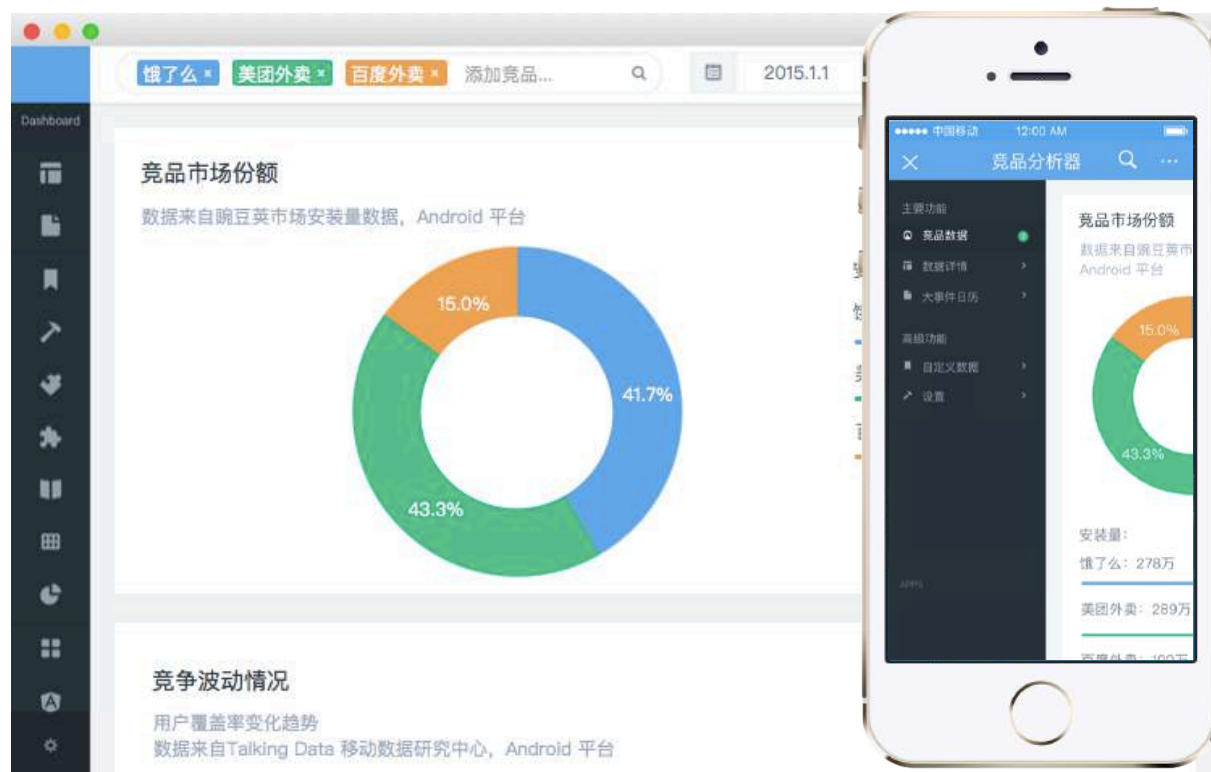 饿了么 × 美团外卖 × 百度外卖 × 添加竞品... 2015.1.1
Dashboard
竞品市场份额
数据来自豌豆荚市场安装量数据，Android 平台
15.0%
41.7%
43.3%
竞争波动情况
用户覆盖率变化趋势
数据来自Talking Data 移动数据研究中心，Android 平台
中国移动 12:00 AM
竞品分析器
主要功能
竞品数据
数据详情
大事件日历
高级功能
自定义数据
设置
APPS
竞品市场份额
数据来自豌豆荚市
Android 平台
15.0%
43.3%
安装量:
饿了么: 278万
美团外卖: 289万